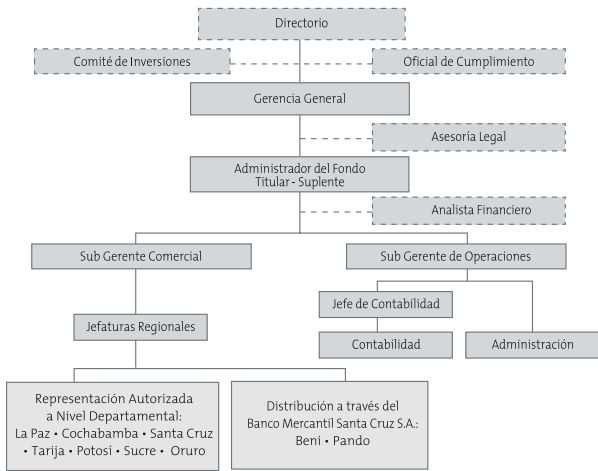 Directorio
Comité de Inversiones
Oficial de Cumplimiento
Gerencia General
Asesoría Legal
Administrador del Fondo
Titular - Suplente
Analista Financiero
Sub Gerente Comercial
Sub Gerente de Operaciones
Jefe de Contabilidad
Jefaturas Regionales
Contabilidad
Administración
Representación Autorizada
a Nivel Departamental:
La Paz • Cochabamba • Santa Cruz
• Tarija • Potosí • Sucre • Oruro
Distribución a través del
Banco Mercantil Santa Cruz S.A.:
Beni • Pando